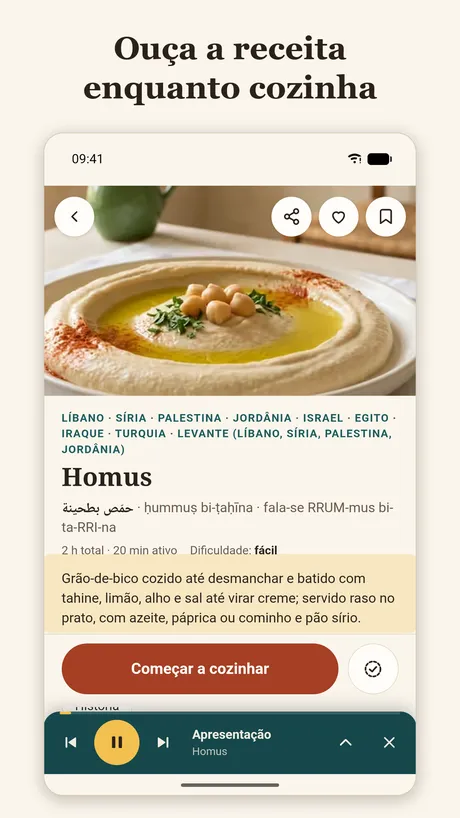 Ouça a receita
enquanto cozinha
09:41
LÍBANO · SÍRIA · PALESTINA · JORDÂNIA · ISRAEL · EGITO ·
IRAQUE · TURQUIA · LEVANTE (LÍBANO, SÍRIA, PALESTINA,
JORDÂNIA)
Homus
حمّص بطحينة · ḥummuṣ bi-ṭaḥīna · fala-se RRUM-mus bi-
ta-RRI-na
2 h total · 20 min ativo Dificuldade: fácil
Grão-de-bico cozido até desmanchar e batido com
tahine, limão, alho e sal até virar creme; servido raso no
prato, com azeite, páprica ou cominho e pão sírio.
Começar a cozinhar
História
Apresentação
Homus